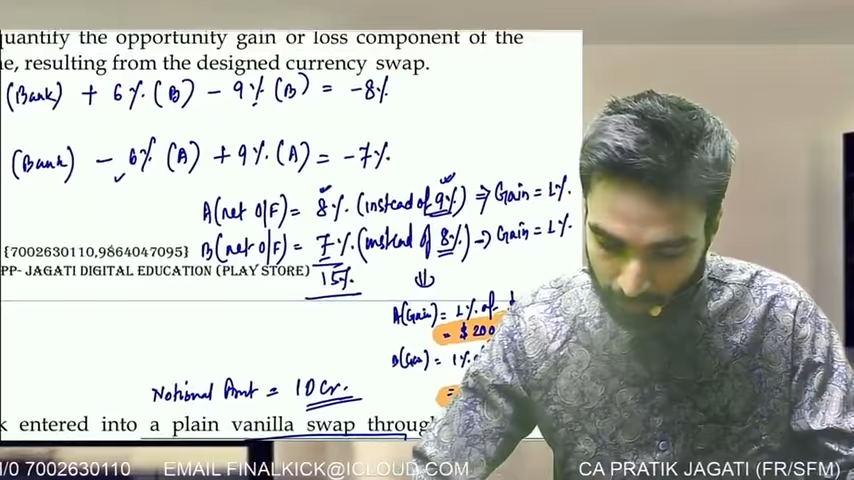 quantify the opportunity gain or loss component of the
ne, resulting from the designed currency swap.
(Bank) + 6%(B) - 9%(B) = -8%
(Bank) - 6%(A) + 9%(A) = -7%
A(net O/F) = 8%. (instead of 9%) ⇒ Gain = 1%.
B(net O/F) = 7%. (instead of 8%) → Gain = 1%.
{7002630110,9864047095}
PP- JAGATI DIGITAL EDUCATION (PLAY STORE)
15%
A(Gain) = 1% of
= $ 200
B(Gain) = 1%
=
Notional Amt = 10 Cr.
k entered into a plain vanilla swap throug
/0 7002630110 EMAIL FINALKICK@ICLOUD.COM CA PRATIK JAGATI (FR/SFM)